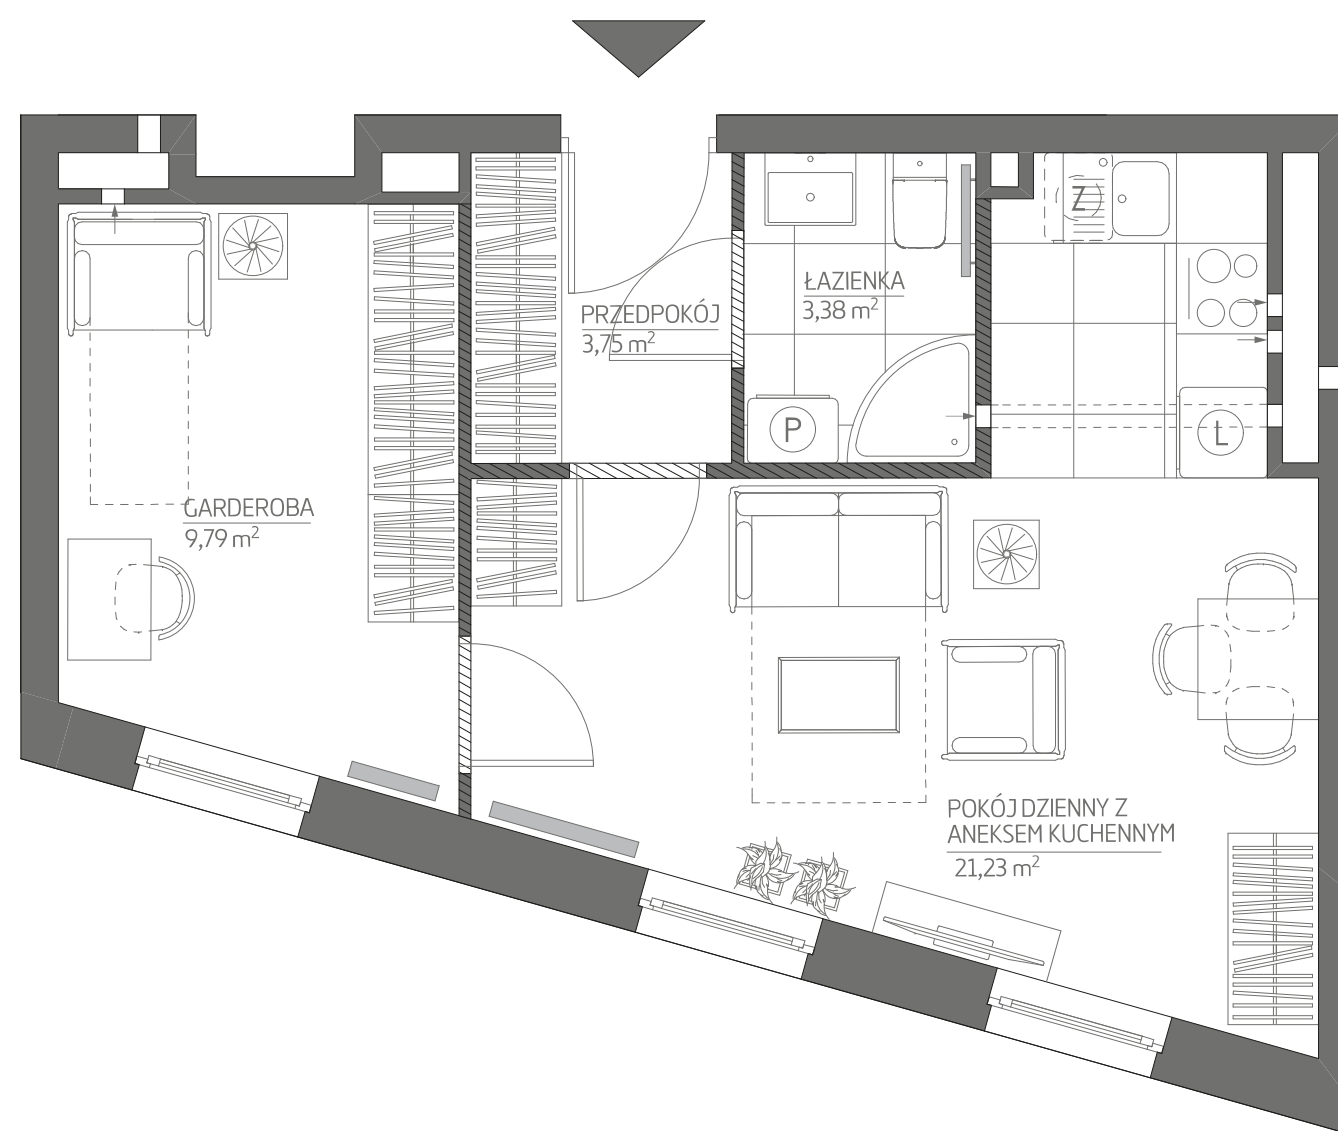 Z
ŁAZIENKA
3,38 m²
PRZEDPOKÓJ
3,75 m²
P
L
GARDEROBA
9,79 m²
POKÓJ DZIENNY Z
ANEKSEM KUCHENNYM
21,23 m²